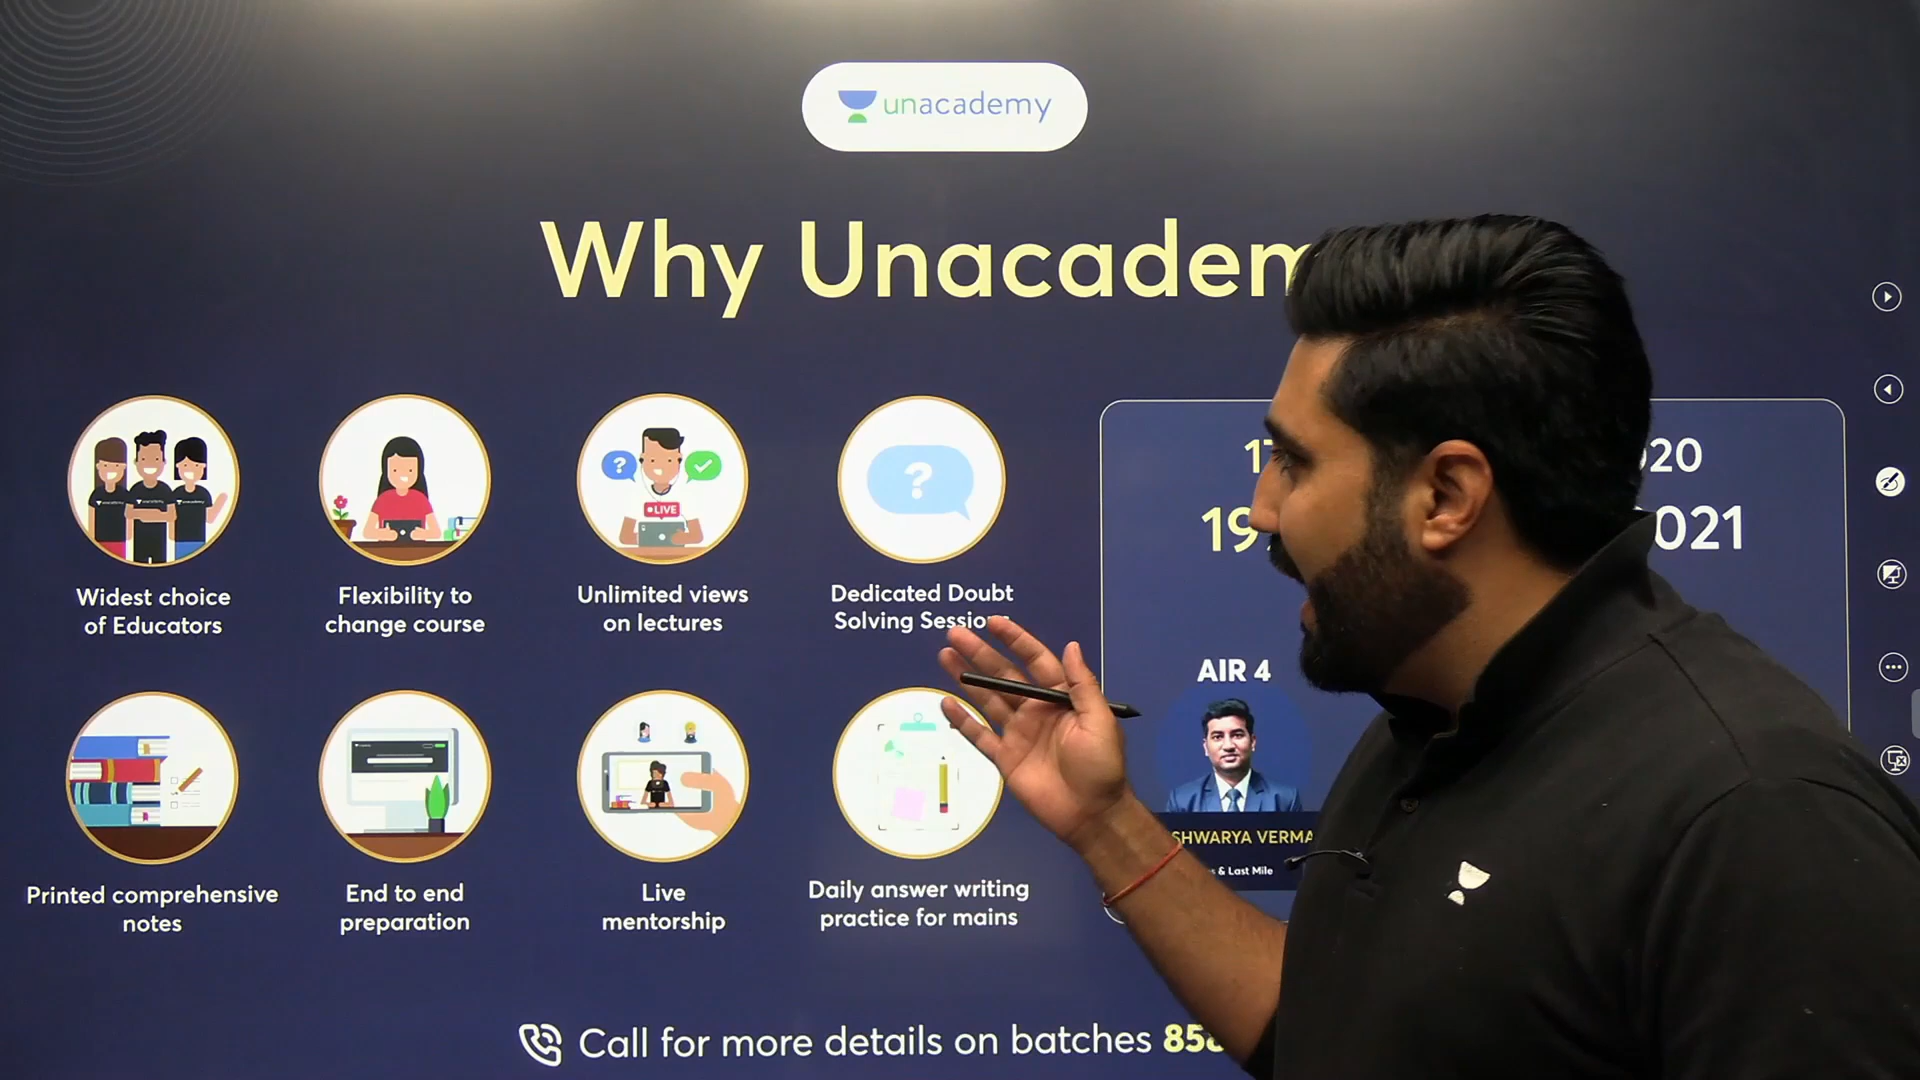 unacademy
Why Unacadem
Widest choice
of Educators
Flexibility to
change course
? LIVE
Unlimited views
on lectures
?
Dedicated Doubt
Solving
Printed comprehensive
notes
End to end
preparation
Live
mentorship
Daily answer writing
practice for mains
20
021
AIR 4
SHWARYA VERMA
& Last Mile
Call for more details on batches 858